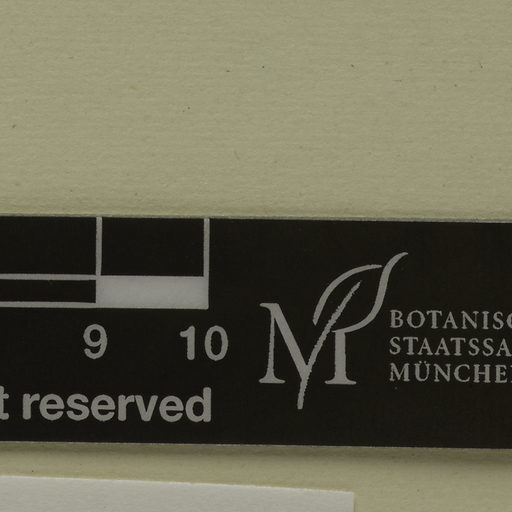 9 10
t reserved
M
BOTANISC
STAATSSA
MÜNCHE